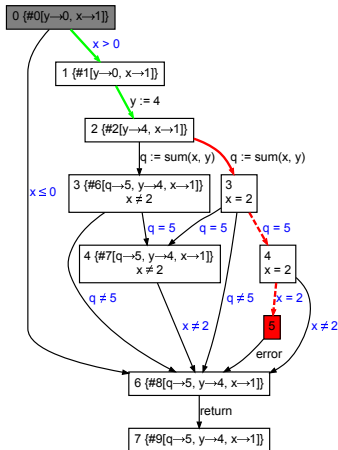 0 {#0[y→0, x→1]}
x > 0
1 {#1[y→0, x→1]}
y := 4
2 {#2[y→4, x→1]}
q := sum(x, y) q := sum(x, y)
3 {#6[q→5, y→4, x→1]}
x ≠ 2
3
x = 2
x ≤ 0
q = 5 q = 5 q = 5
4 {#7[q→5, y→4, x→1]}
x ≠ 2
4
x = 2
q ≠ 5 q ≠ 5 x = 2
x ≠ 2 5 x ≠ 2
error
6 {#8[q→5, y→4, x→1]}
return
7 {#9[q→5, y→4, x→1]}